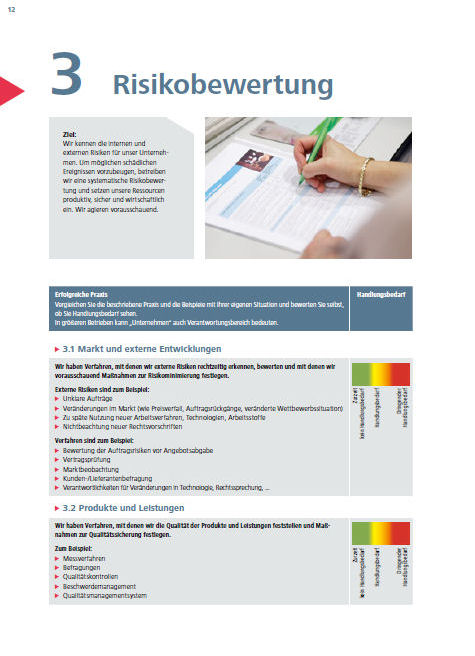 12
3 Risikobewertung
Ziel:
Wir kennen die internen und
externen Risiken für unser Unterneh-
men. Um möglichen schädlichen
Ereignissen vorzubeugen, betreiben
wir eine systematische Risikobewer-
tung und setzen unsere Ressourcen
produktiv, sicher und wirtschaftlich
ein. Wir agieren vorausschauend.
Erfolgreiche Praxis
Vergleichen Sie die beschriebene Praxis und die Beispiele mit Ihrer eigenen Situation und bewerten Sie selbst,
ob Sie Handlungsbedarf sehen.
In größeren Betrieben kann „Unternehmen“ auch Verantwortungsbereich bedeuten.
Handlungsbedarf
3.1 Markt und externe Entwicklungen
Wir haben Verfahren, mit denen wir externe Risiken rechtzeitig erkennen, bewerten und mit denen wir
vorausschauend Maßnahmen zur Risikominimierung festlegen.
Externe Risiken sind zum Beispiel:
Unklare Aufträge
Veränderungen im Markt (wie Preisverfall, Auftragsrückgänge, veränderte Wettbewerbssituation)
Zu späte Nutzung neuer Arbeitsverfahren, Technologien, Arbeitsstoffe
Nichtbeachtung neuer Rechtsvorschriften
Verfahren sind zum Beispiel:
Bewertung der Auftragsrisiken vor Angebotsabgabe
Vertragsprüfung
Marktbeobachtung
Kunden-/Lieferantenbefragung
Verantwortlichkeiten für Veränderungen in Technologie, Rechtssprechung, ...
Zurzeit
kein Handlungsbedarf
Handlungsbedarf
Dringender
Handlungsbedarf
3.2 Produkte und Leistungen
Wir haben Verfahren, mit denen wir die Qualität der Produkte und Leistungen feststellen und Maß-
nahmen zur Qualitätssicherung festlegen.
Zum Beispiel:
Messverfahren
Befragungen
Qualitätskontrollen
Beschwerdemanagement
Qualitätsmanagementsystem
Zurzeit
kein Handlungsbedarf
Handlungsbedarf
Dringender
Handlungsbedarf